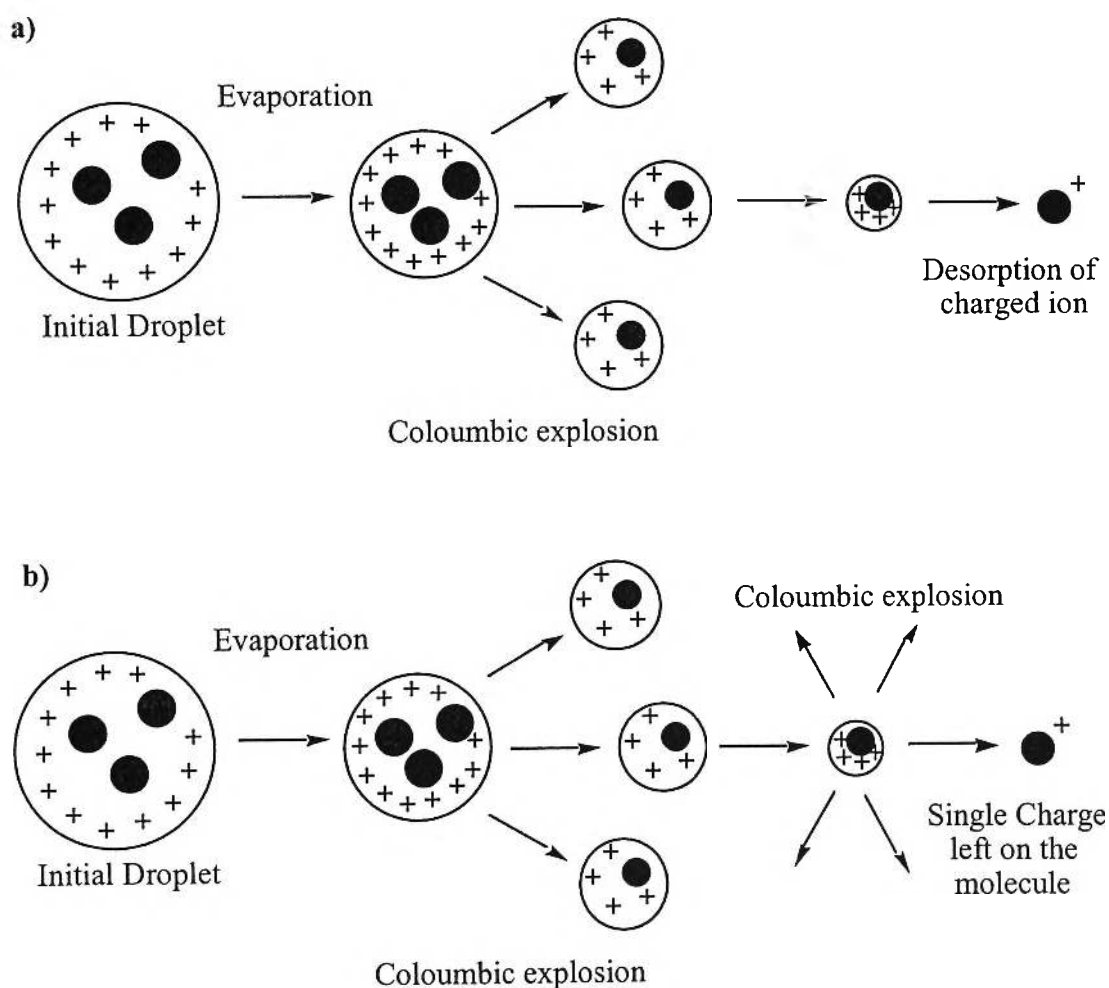 a)
Evaporation
Initial Droplet
Desorption of
charged ion
Coloumbic explosion
b)
Coloumbic explosion
Evaporation
Initial Droplet
Single Charge
left on the
molecule
Coloumbic explosion